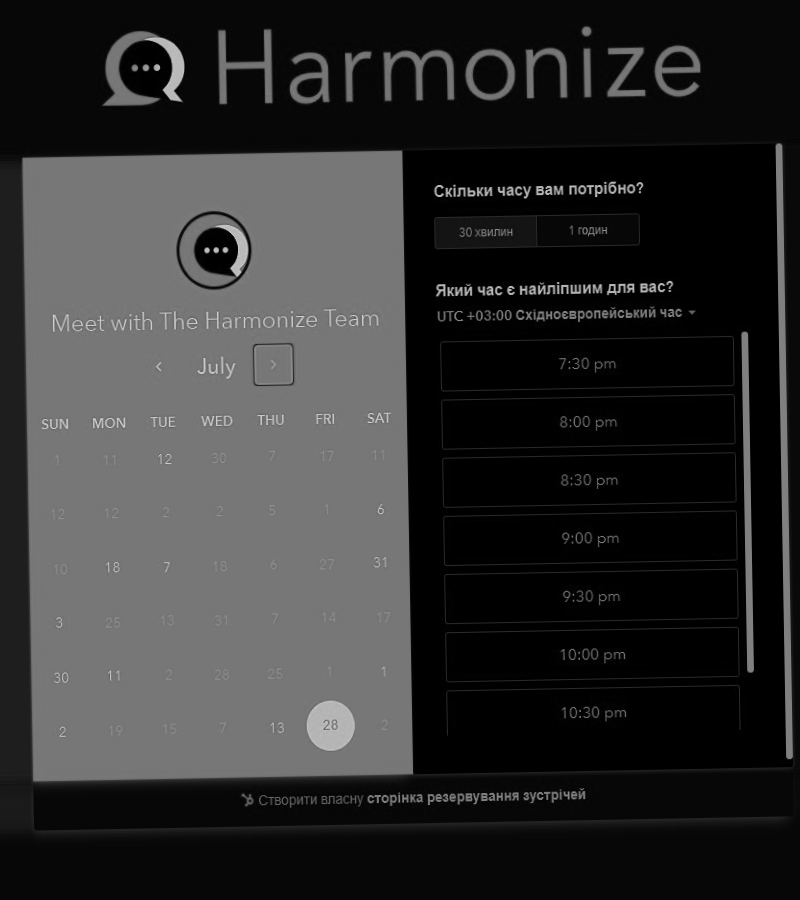 Harmonize
Meet with The Harmonize Team
July
SUN MON TUE WED THU FRI SAT
1 11 12 30 7 17 11
12 12 2 2 5 1 6
10 18 7 18 6 27 31
3 25 13 31 7 14 17
30 11 2 28 25 1 1
2 19 15 7 13 28 2
Скільки часу вам потрібно?
30 хвилин 1 годин
Який час є найліпшим для вас?
UTC +03:00 Східноєвропейський час
7:30 pm
8:00 pm
8:30 pm
9:00 pm
9:30 pm
10:00 pm
10:30 pm
Створити власну сторінка резервування зустрічей